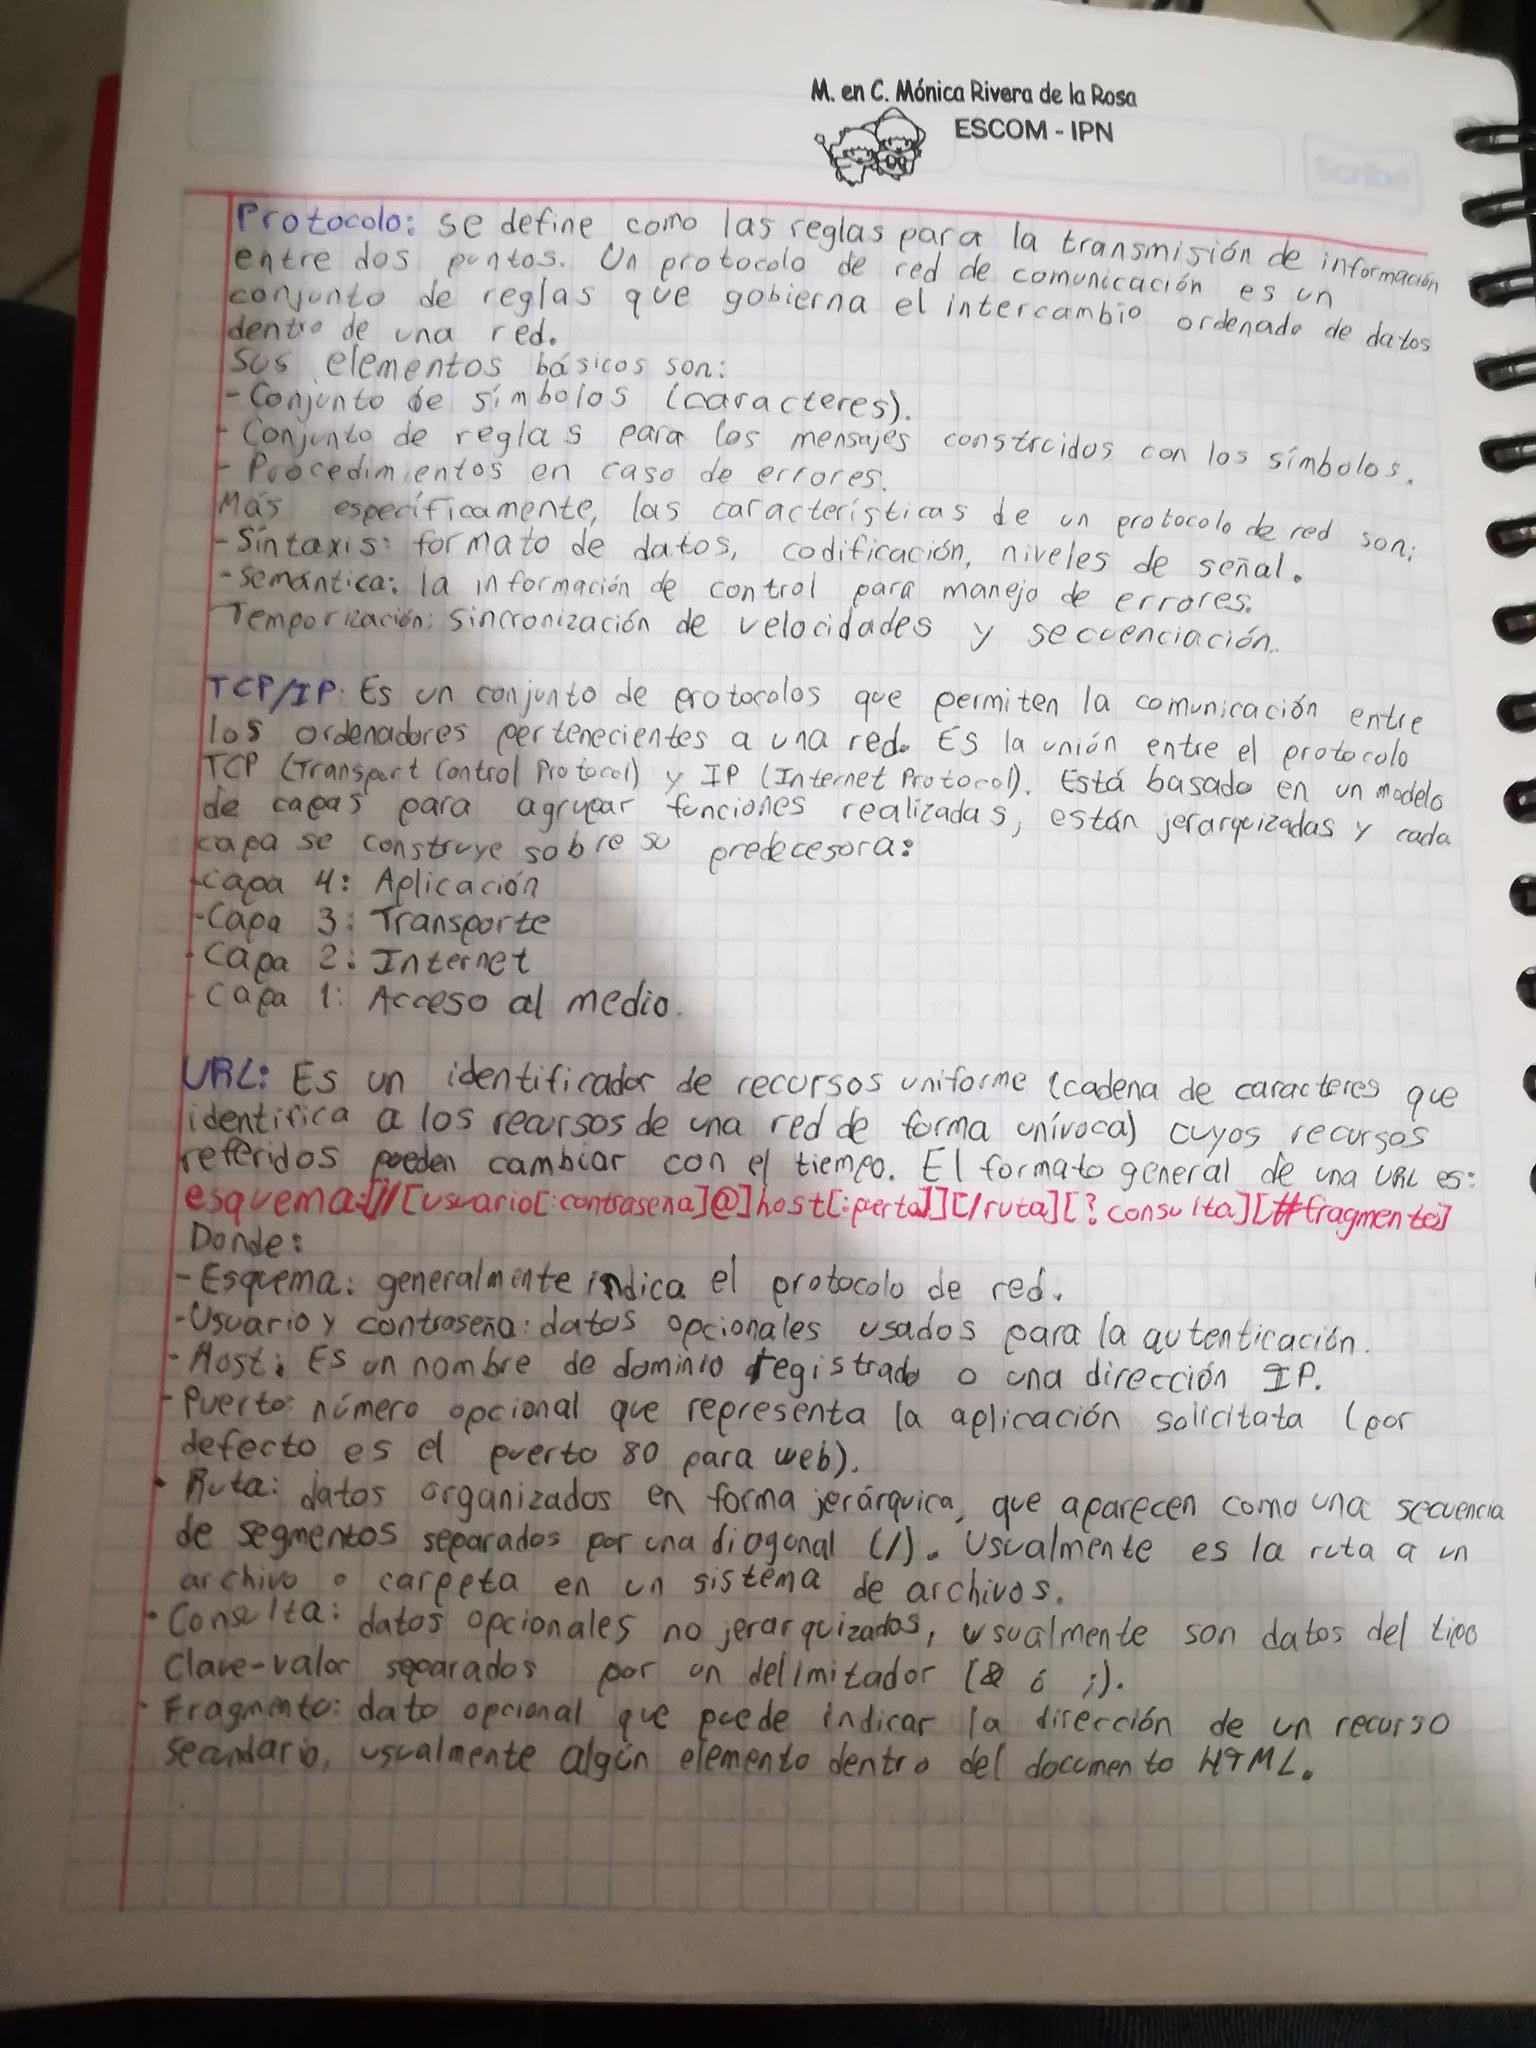 M. en C. Mónica Rivera de la Rosa
ESCOM - IPN
Scribe
Protocolo: se define como las reglas para la transmisión de información
entre dos puntos. Un protocolo de red de comunicación es un
conjunto de reglas que gobierna el intercambio ordenado de datos
dentro de una red.
Sus elementos básicos son:
- Conjunto de símbolos (caracteres).
- Conjunto de reglas para los mensajes construidos con los símbolos.
- Procedimientos en caso de errores.
Más específicamente, las características de un protocolo de red son:
- Sintaxis: formato de datos, codificación, niveles de señal.
- semántica: la información de control para manejo de errores.
Temporización: sincronización de velocidades y secuenciación.
TCP/IP: Es un conjunto de protocolos que permiten la comunicación entre
los ordenadores pertenecientes a una red. Es la unión entre el protocolo
TCP (Transport Control Protocol) y IP (Internet Protocol). Está basado en un modelo
de capas para agrupar funciones realizadas, están jerarquizadas y cada
capa se construye sobre su predecesora:
- Capa 4: Aplicación
- Capa 3: Transporte
- Capa 2: Internet
- Capa 1: Acceso al medio.
URL: Es un identificador de recursos uniforme (cadena de caracteres que
identifica a los recursos de una red de forma unívoca) cuyos recursos
referidos pueden cambiar con el tiempo. El formato general de una URL es:
esquema:[//[usuario[:contraseña]@]host[:puerto]][/ruta][?consulta][#fragmento]
Donde:
- Esquema: generalmente indica el protocolo de red.
- Usuario y contraseña: datos opcionales usados para la autenticación.
- Host: Es un nombre de dominio registrado o una dirección IP.
- Puerto: número opcional que representa la aplicación solicitata (por
defecto es el puerto 80 para web).
• Ruta: datos organizados en forma jerárquica, que aparecen como una secuencia
de segmentos separados por una diagonal (/). Usualmente es la ruta a un
archivo o carpeta en un sistema de archivos.
• Consulta: datos opcionales no jerarquizados, usualmente son datos del tipo
Clave-valor separados por un delimitador (& ó ;).
• Fragmento: dato opcional que puede indicar la dirección de un recurso
secundario, usualmente algún elemento dentro del documento HTML.